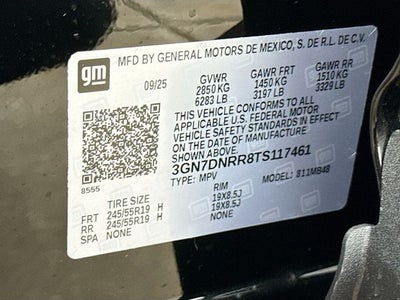 gm
MFD BY GENERAL MOTORS DE MEXICO, S. DE R.L. DE C.V.
09/25 GVWR GAWR FRT GAWR RR
2850 KG 1450 KG 1510 KG
6283 LB 3197 LB 3329 LB
THIS VEHICLE CONFORMS TO ALL
APPLICABLE U.S. FEDERAL MOTOR
VEHICLE SAFETY STANDARDS IN EFFECT
ON THE DATE OF MANUFACTURE
SHOWN ABOVE.
3GN7DNRR8TS117461
TYPE: MPV MODEL: 811MB48
8555
TIRE SIZE RIM
FRT 245/55R19 H 19X8.5J
RR 245/55R19 H 19X8.5J
SPA NONE NONE